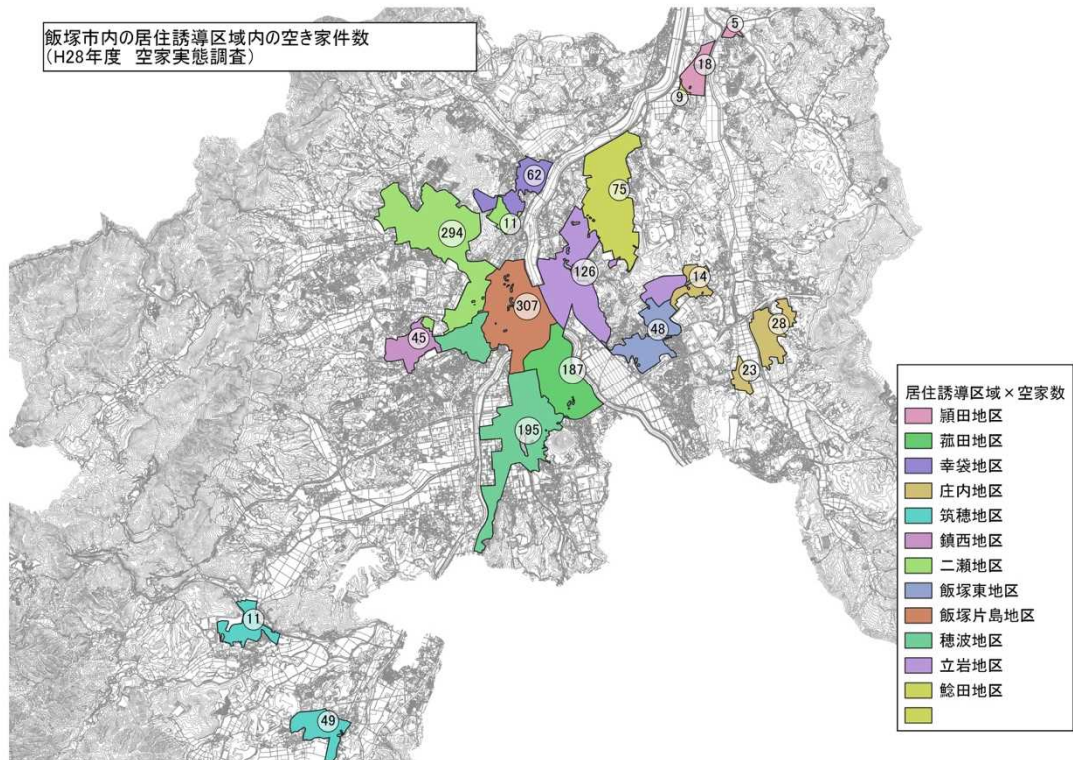 飯塚市内の居住誘導区域内の空き家件数
（H28年度　空家実態調査）
5
18
9
62
75
11
294
126
14
307
28
48
45
23
187
195
11
49
居住誘導区域×空家数
頴田地区
菰田地区
幸袋地区
庄内地区
筑穂地区
鎮西地区
二瀬地区
飯塚東地区
飯塚片島地区
穂波地区
立岩地区
鯰田地区